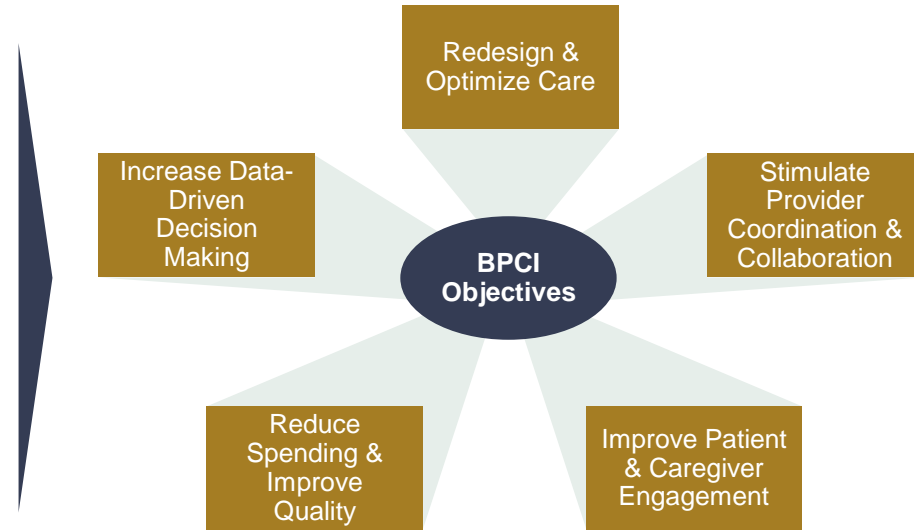 Redesign &
Optimize Care
Increase Data-
Driven
Decision
Making
Stimulate
Provider
Coordination &
Collaboration
BPCI
Objectives
Reduce
Spending &
Improve
Quality
Improve Patient
& Caregiver
Engagement